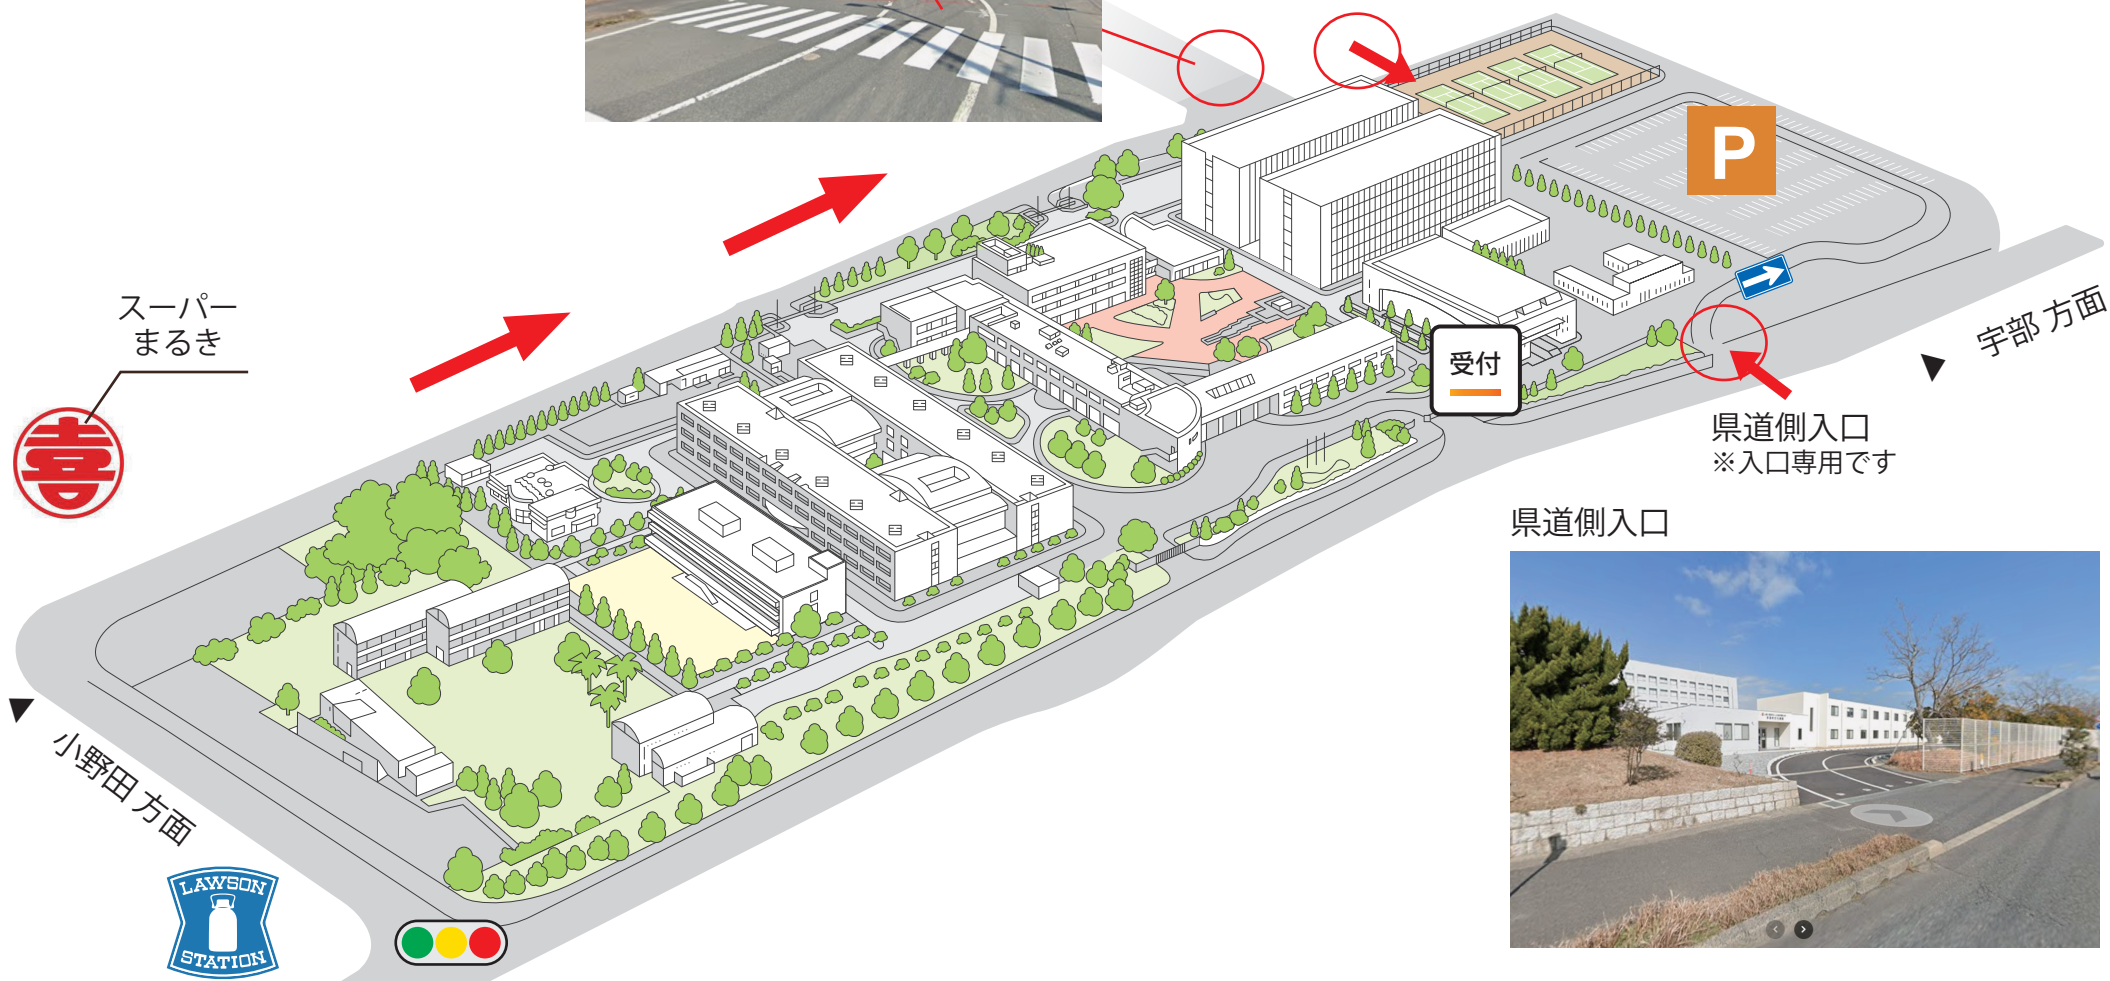 スーパー
まるき
喜
P
受付
宇部 方面
県道側入口
※入口専用です
県道側入口
小野田 方面
LAWSON
STATION